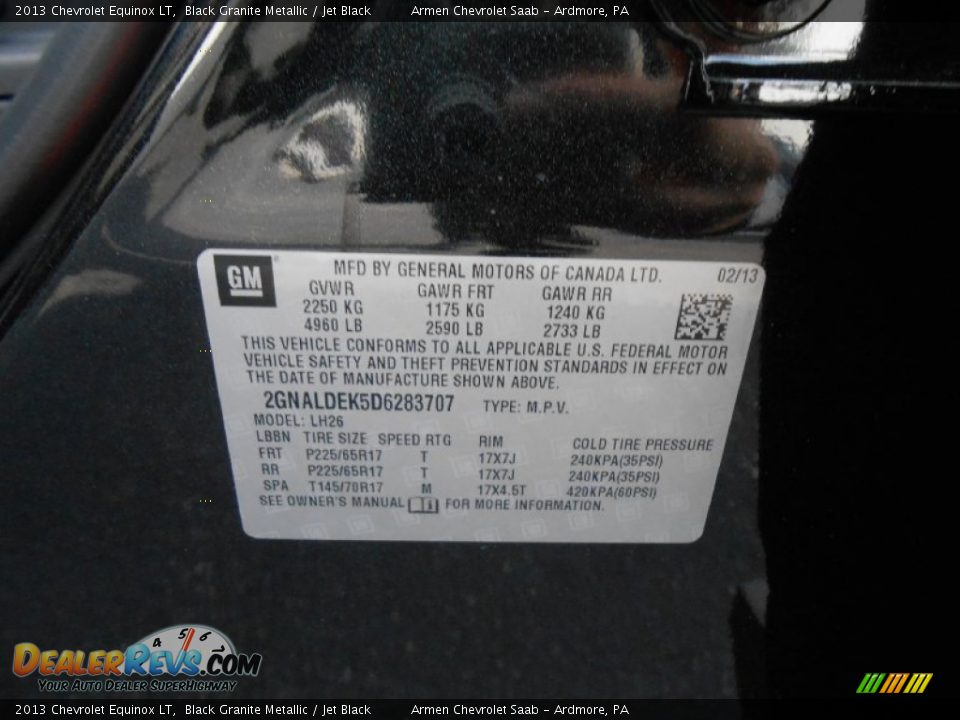 2013 Chevrolet Equinox LT, Black Granite Metallic / Jet Black Armen Chevrolet Saab - Ardmore, PA
GM
MFD BY GENERAL MOTORS OF CANADA LTD. 02/13
GVWR GAWR FRT GAWR RR
2250 KG 1175 KG 1240 KG
4960 LB 2590 LB 2733 LB
THIS VEHICLE CONFORMS TO ALL APPLICABLE U.S. FEDERAL MOTOR
VEHICLE SAFETY AND THEFT PREVENTION STANDARDS IN EFFECT ON
THE DATE OF MANUFACTURE SHOWN ABOVE.
2GNALDEK5D6283707 TYPE: M.P.V.
MODEL: LH26
LBBN TIRE SIZE SPEED RTG RIM COLD TIRE PRESSURE
FRT P225/65R17 T 17X7J 240KPA(35PSI)
RR P225/65R17 T 17X7J 240KPA(35PSI)
SPA T145/70R17 M 17X4.5T 420KPA(60PSI)
SEE OWNER'S MANUAL FOR MORE INFORMATION.
4 5 6 7
DealerRevs.com
Your Auto Dealer SuperHighway
2013 Chevrolet Equinox LT, Black Granite Metallic / Jet Black Armen Chevrolet Saab - Ardmore, PA